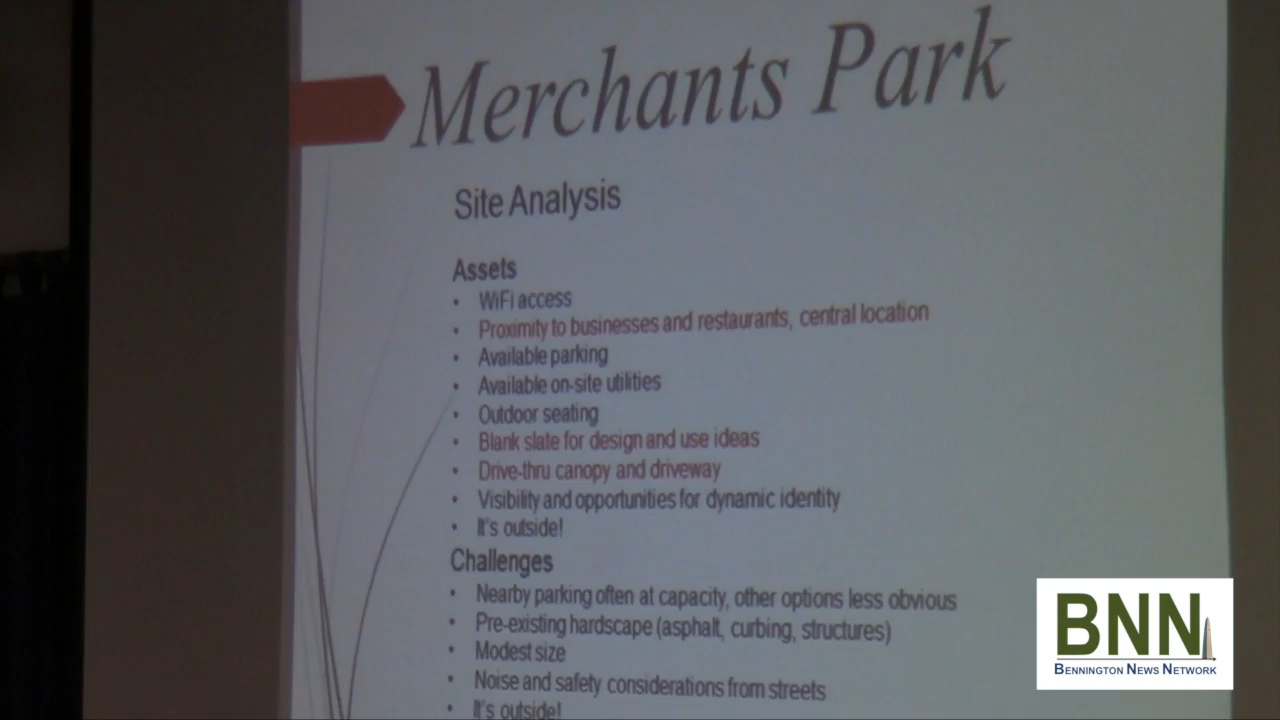 Merchants Park
Site Analysis
Assets
• WiFi access
• Proximity to businesses and restaurants, central location
• Available parking
• Available on-site utilities
• Outdoor seating
• Blank slate for design and use ideas
• Drive-thru canopy and driveway
• Visibility and opportunities for dynamic identity
• It's outside!
Challenges
• Nearby parking often at capacity, other options less obvious
• Pre-existing hardscape (asphalt, curbing, structures)
• Modest size
• Noise and safety considerations from streets
• It's outside!
BNN
BENNINGTON NEWS NETWORK